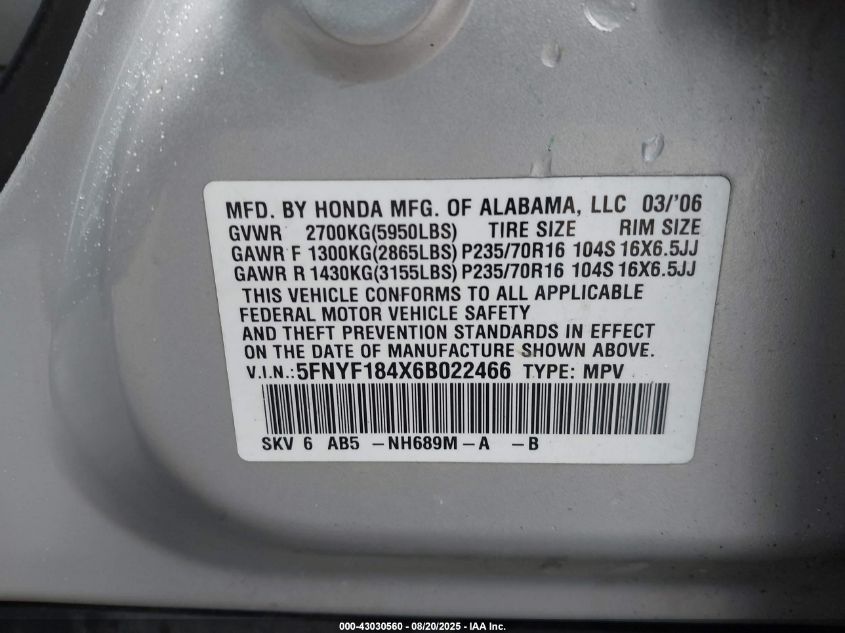 MFD. BY HONDA MFG. OF ALABAMA, LLC 03/'06
GVWR 2700KG(5950LBS) TIRE SIZE RIM SIZE
GAWR F 1300KG(2865LBS) P235/70R16 104S 16X6.5JJ
GAWR R 1430KG(3155LBS) P235/70R16 104S 16X6.5JJ
THIS VEHICLE CONFORMS TO ALL APPLICABLE
FEDERAL MOTOR VEHICLE SAFETY
AND THEFT PREVENTION STANDARDS IN EFFECT
ON THE DATE OF MANUFACTURE SHOWN ABOVE.
V.I.N.: 5FNYF184X6B022466 TYPE: MPV
SKV 6 AB5 -NH689M-A -B
000-43030560 - 08/20/2025 - IAA Inc.